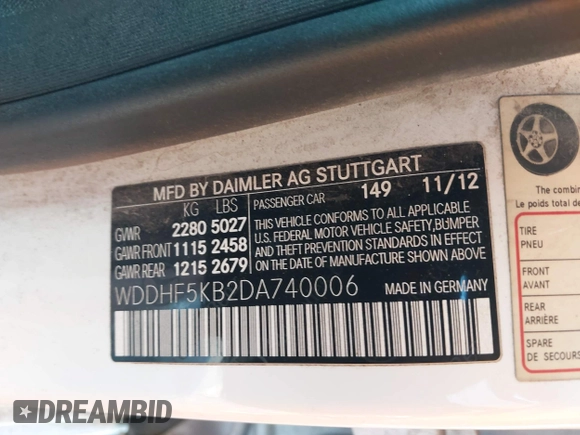 MFD BY DAIMLER AG STUTTGART
KG LBS
GVWR 2280 5027
GAWR FRONT 1115 2458
GAWR REAR 1215 2679
PASSENGER CAR 149 11/12
THIS VEHICLE CONFORMS TO ALL APPLICABLE
U.S. FEDERAL MOTOR VEHICLE SAFETY, BUMPER
AND THEFT PREVENTION STANDARDS IN EFFECT
ON THE DATE OF MANUFACTURE SHOWN ABOVE
WDDHF5KB2DA740006 MADE IN GERMANY
The combin
Le poids total de
TIRE
PNEU
FRONT
AVANT
REAR
ARRIÈRE
SPARE
DE SECOURS
DREAMBID